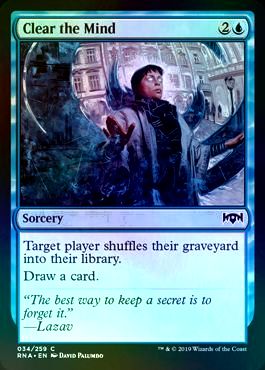 Clear the Mind 2
Sorcery
Target player shuffles their graveyard
into their library.
Draw a card.
"The best way to keep a secret is to
forget it."
—Lazav
034/259 C
RNA • EN DAVID PALUMBO
™ & © 2019 Wizards of the Coast